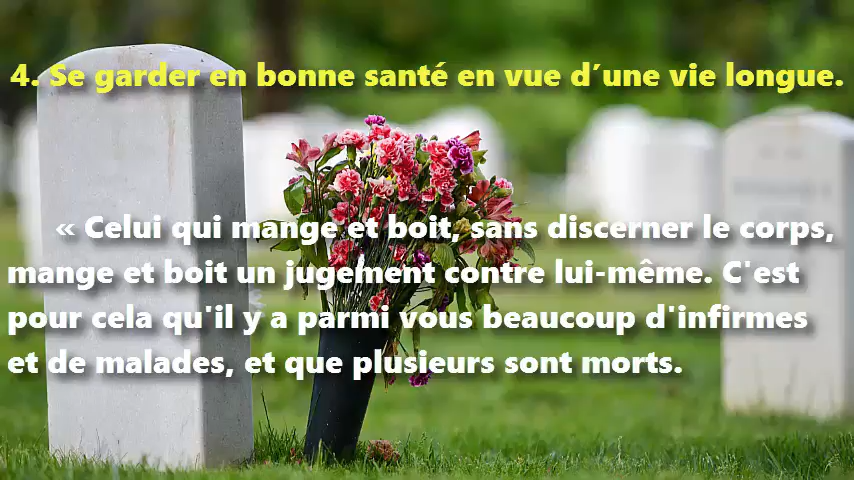 4. Se garder en bonne santé en vue d’une vie longue.
« Celui qui mange et boit, sans discerner le corps,
mange et boit un jugement contre lui-même. C'est
pour cela qu'il y a parmi vous beaucoup d'infirmes
et de malades, et que plusieurs sont morts.